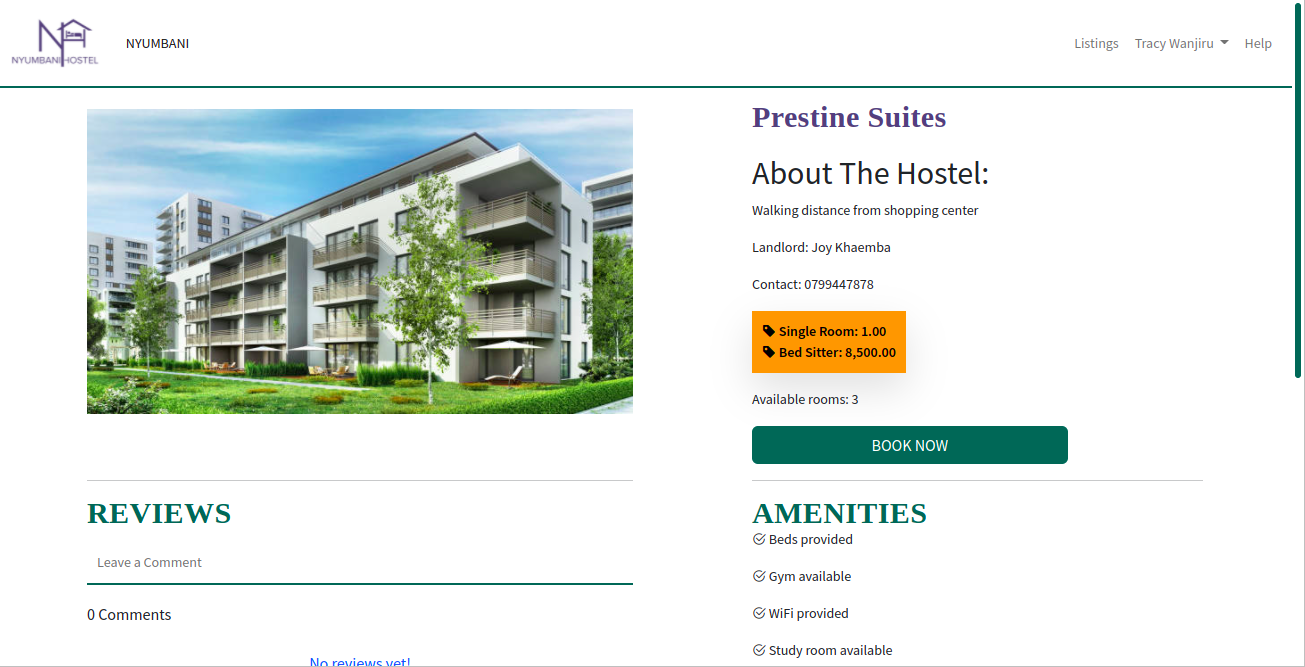 NYUMBANI HOSTEL
NYUMBANI
Listings
Tracy Wanjiru
Help
Prestine Suites
About The Hostel:
Walking distance from shopping center
Landlord: Joy Khaemba
Contact: 0799447878
Single Room: 1.00
Bed Sitter: 8,500.00
Available rooms: 3
BOOK NOW
REVIEWS
Leave a Comment
0 Comments
No reviews yet!
AMENITIES
Beds provided
Gym available
WiFi provided
Study room available